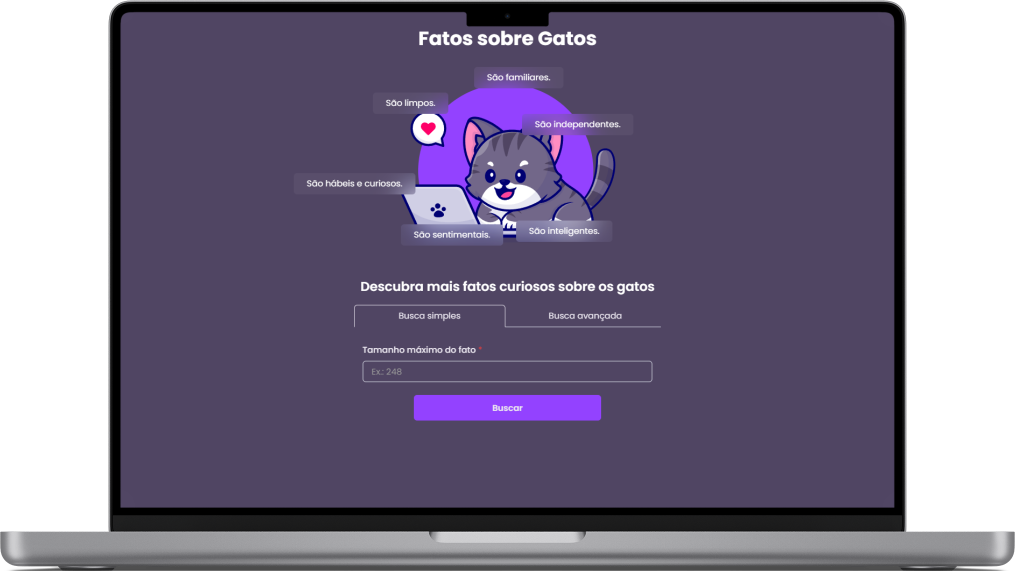 Fatos sobre Gatos
São familiares.
São limpos.
São independentes.
São hábeis e curiosos.
São sentimentais.
São inteligentes.
Descubra mais fatos curiosos sobre os gatos
Busca simples
Busca avançada
Tamanho máximo do fato *
Ex.: 248
Buscar